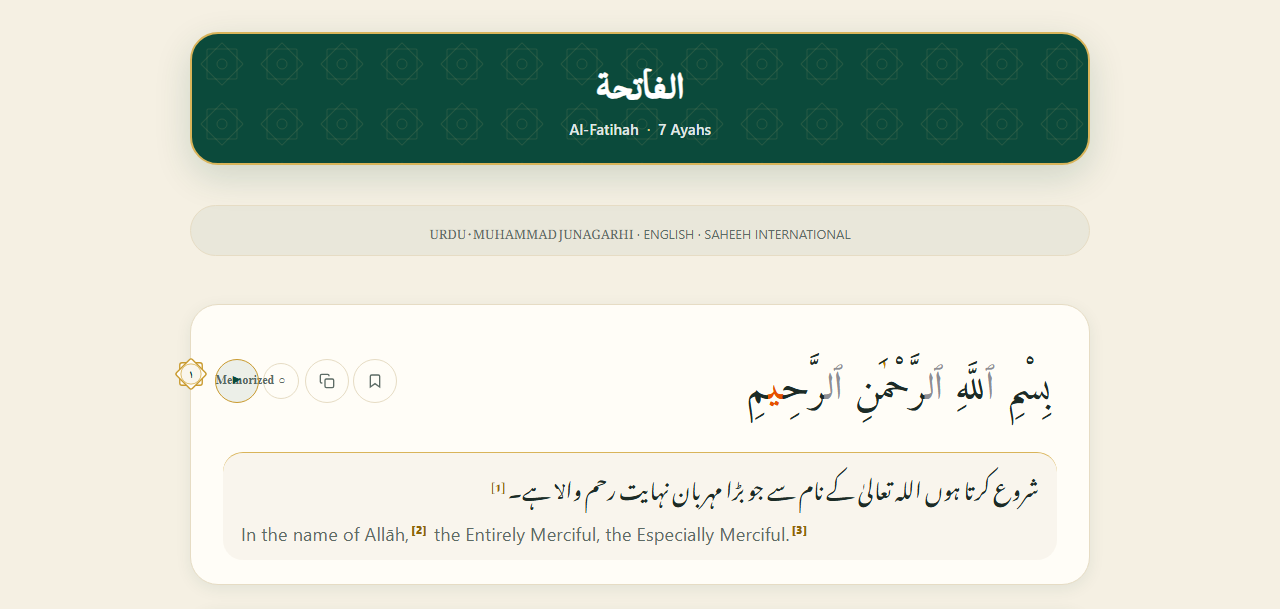 الفاتحة
Al-Fatihah · 7 Ayahs
URDU · MUHAMMAD JUNAGARHI · ENGLISH · SAHEEH INTERNATIONAL
١
Memorized
بِسْمِ ٱللَّهِ ٱلرَّحْمَٰنِ ٱلرَّحِيمِ
شروع کرتا ہوں اللہ تعالیٰ کے نام سے جو بڑا مہربان نہایت رحم والا ہے۔ [1]
In the name of Allāh,[2] the Entirely Merciful, the Especially Merciful.[3]